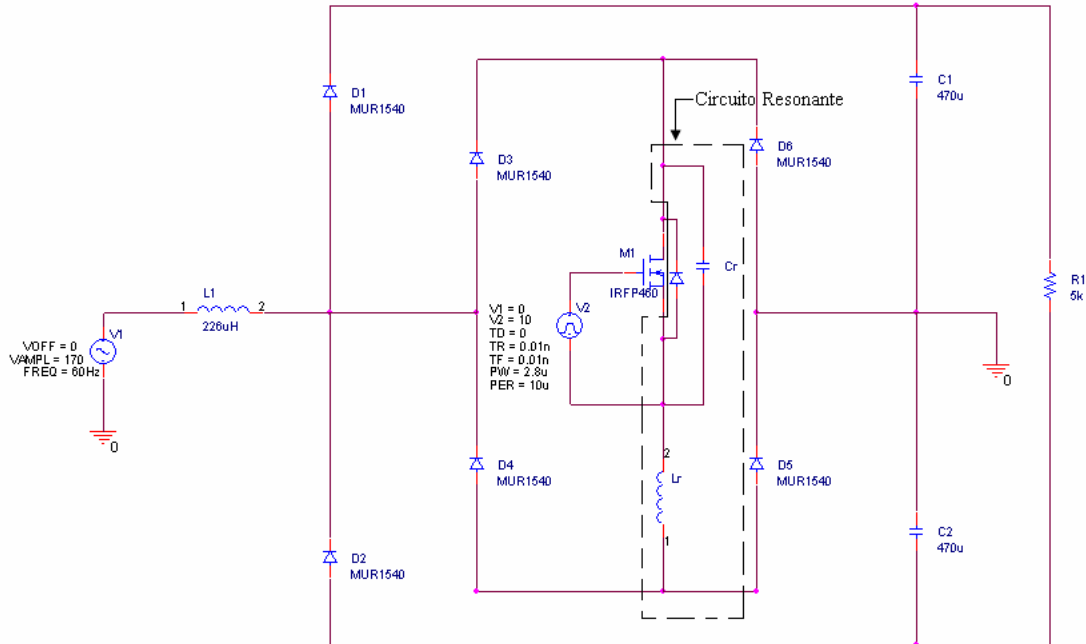 D1
MUR1540
C1
470u
Circuito Resonante
D3
MUR1540
D6
MUR1540
M1
IRFP460
Cr
R1
5k
L1
1
2
226uH
V1
VOFF = 0
VAMPL = 170
FREQ = 60Hz
0
V1 = 0
V2 = 10
TD = 0
TR = 0.01n
TF = 0.01n
PW = 2.8u
PER = 10u
V2
0
D4
MUR1540
2
Lr
1
D5
MUR1540
D2
MUR1540
C2
470u